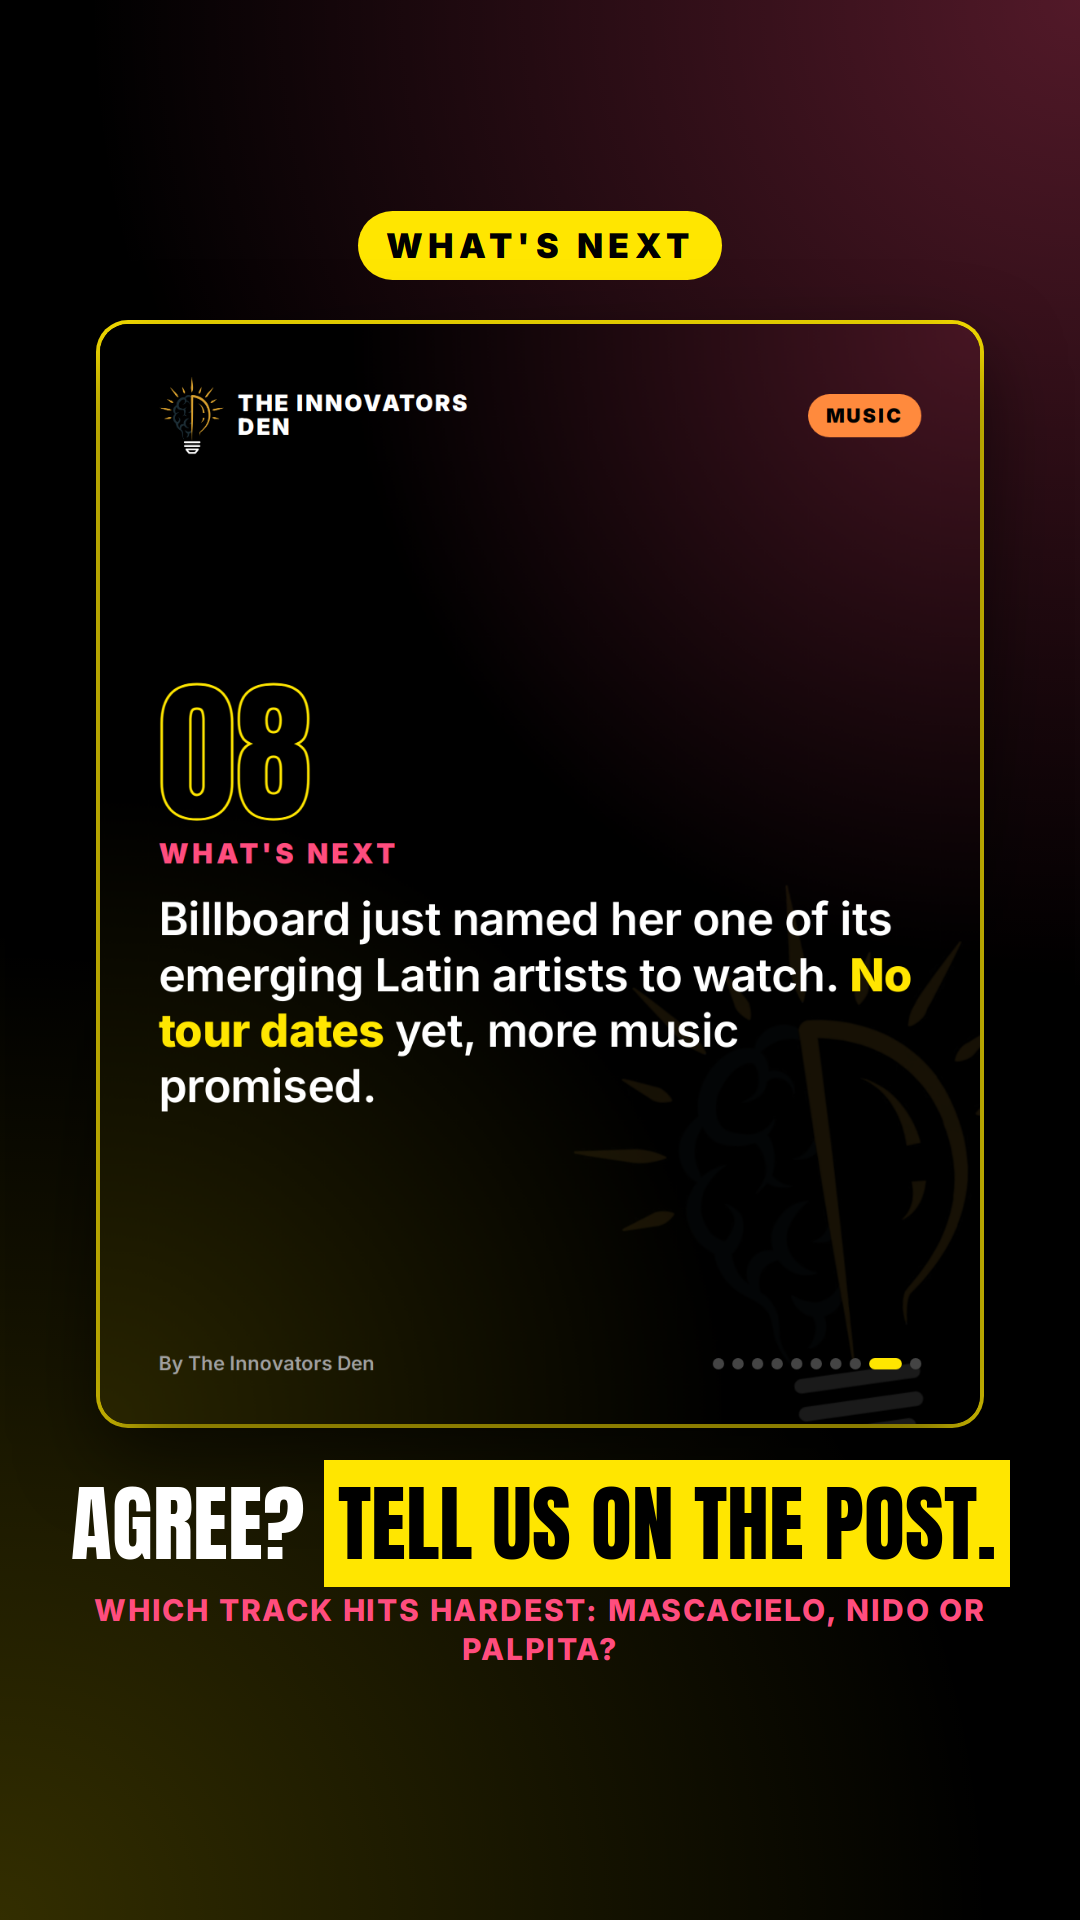 WHAT'S NEXT
THE INNOVATORS
DEN
MUSIC
08
WHAT'S NEXT
Billboard just named her one of its
emerging Latin artists to watch. No
tour dates yet, more music
promised.
By The Innovators Den
AGREE? TELL US ON THE POST.
WHICH TRACK HITS HARDEST: MASCACIELO, NIDO OR
PALPITA?